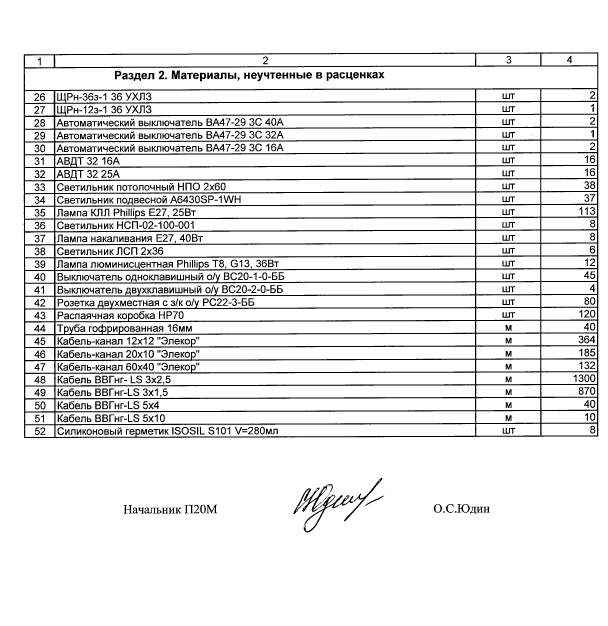 1 2 3 4
Раздел 2. Материалы, неучтенные в расценках
26 ЩРн-36з-1 36 УХЛЗ шт 2
27 ЩРн-12з-1 36 УХЛЗ шт 1
28 Автоматический выключатель ВА47-29 3С 40А шт 2
29 Автоматический выключатель ВА47-29 3С 32А шт 1
30 Автоматический выключатель ВА47-29 3С 16А шт 2
31 АВДТ 32 16А шт 16
32 АВДТ 32 25А шт 16
33 Светильник потолочный НПО 2х60 шт 38
34 Светильник подвесной A6430SP-1WH шт 37
35 Лампа КЛЛ Phillips E27, 25Вт шт 113
36 Светильник НСП-02-100-001 шт 8
37 Лампа накаливания Е27, 40Вт шт 8
38 Светильник ЛСП 2х36 шт 6
39 Лампа люминисцентная Phillips T8, G13, 36Вт шт 12
40 Выключатель одноклавишный о/у ВС20-1-0-ББ шт 45
41 Выключатель двухклавишный о/у ВС20-2-0-ББ шт 4
42 Розетка двухместная с з/к о/у РС22-3-ББ шт 80
43 Распаячная коробка НР70 шт 120
44 Труба гофрированная 16мм м 40
45 Кабель-канал 12х12 "Элекор" м 364
46 Кабель-канал 20х10 "Элекор" м 185
47 Кабель-канал 60х40 "Элекор" м 132
48 Кабель ВВГнг- LS 3х2,5 м 1300
49 Кабель ВВГнг-LS 3х1,5 м 870
50 Кабель ВВГнг-LS 5х4 м 40
51 Кабель ВВГнг-LS 5х10 м 10
52 Силиконовый герметик ISOSIL S101 V=280мл шт 8
Начальник П20М О.С.Юдин